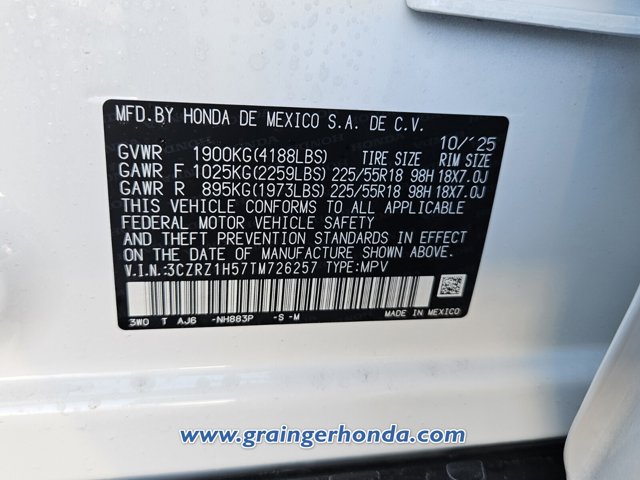 MFD.BY HONDA DE MEXICO S.A. DE C.V.
10/'25
GVWR 1900KG(4188LBS) TIRE SIZE RIM SIZE
GAWR F 1025KG(2259LBS) 225/55R18 98H 18X7.0J
GAWR R 895KG(1973LBS) 225/55R18 98H 18X7.0J
THIS VEHICLE CONFORMS TO ALL APPLICABLE
FEDERAL MOTOR VEHICLE SAFETY
AND THEFT PREVENTION STANDARDS IN EFFECT
ON THE DATE OF MANUFACTURE SHOWN ABOVE.
V.I.N.:3CZRZ1H57TM726257 TYPE:MPV
3W0 T AJ6 -NH883P -S -M MADE IN MEXICO
www.graingerhonda.com